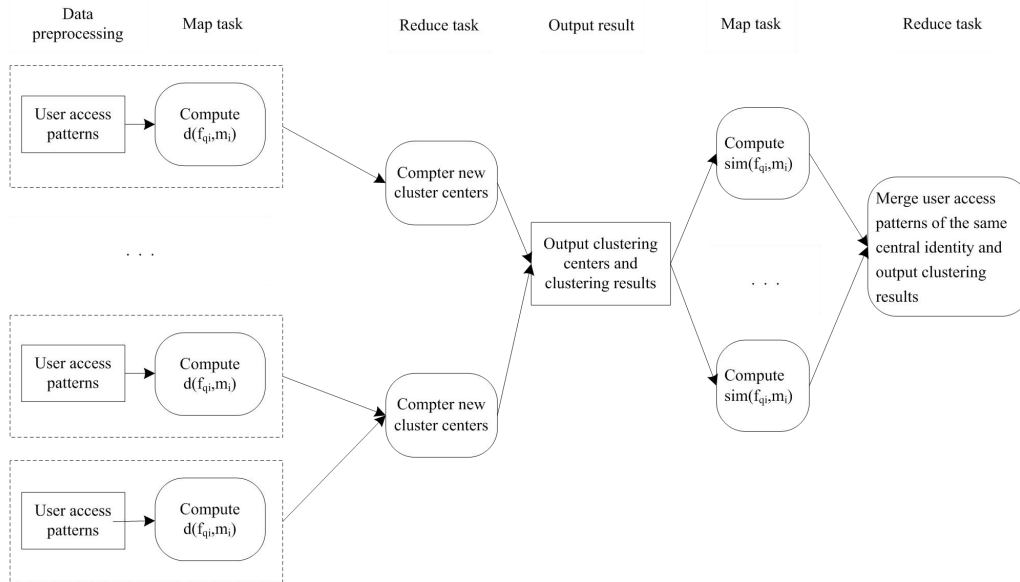 Data
preprocessing
Map task
Reduce task
Output result
Map task
Reduce task
User access
patterns
Compute
d(f_qi,m_i)
Compter new
cluster centers
Compute
sim(f_qi,m_i)
Merge user access
patterns of the same
central identity and
output clustering
results
Output clustering
centers and
clustering results
. . .
. . .
User access
patterns
Compute
d(f_qi,m_i)
Compter new
cluster centers
Compute
sim(f_qi,m_i)
User access
patterns
Compute
d(f_qi,m_i)